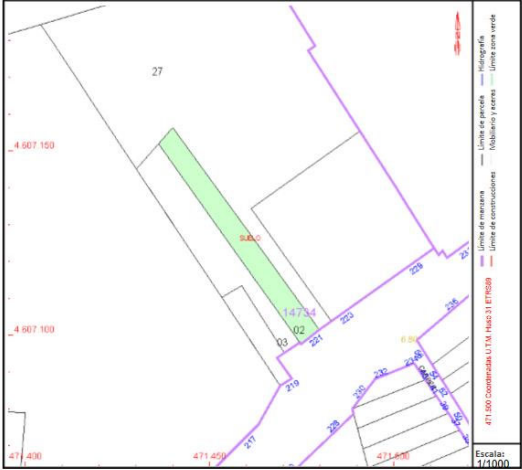 27
4.607.150
SUELO
229
223
14734
236
4.607.100
02
221
03
219
232
230
228
217
471.400
471.450
471.500
Límite de manzana
Límite de parcela
Hidrografía
Límite de construcciones
Mobiliario y aceras
Límite zona verde
471.500 Coordenadas U.T.M. Huso 31 ETRS89
Escala:
1/1000